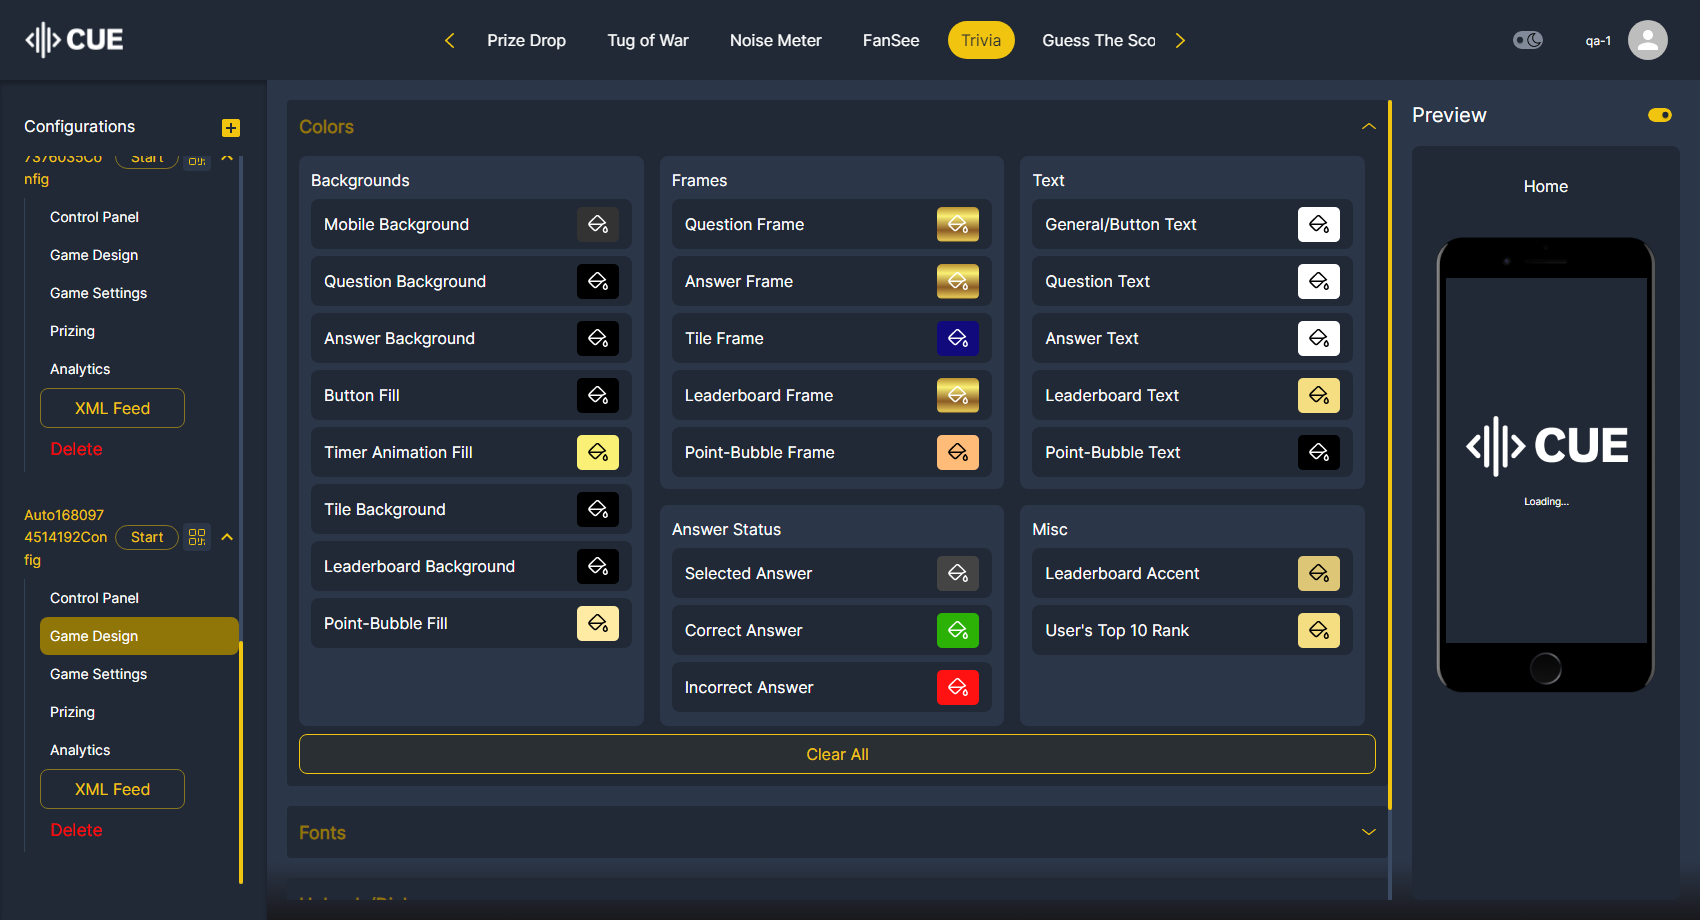 CUE
Prize Drop
Tug of War
Noise Meter
FanSee
Trivia
Guess The Sco
qa-1
Configurations
7376035Co
nfig
Start
Control Panel
Game Design
Game Settings
Prizing
Analytics
XML Feed
Delete
Auto168097
4514192Con
fig
Start
Control Panel
Game Design
Game Settings
Prizing
Analytics
XML Feed
Delete
Colors
Backgrounds
Mobile Background
Question Background
Answer Background
Button Fill
Timer Animation Fill
Tile Background
Leaderboard Background
Point-Bubble Fill
Frames
Question Frame
Answer Frame
Tile Frame
Leaderboard Frame
Point-Bubble Frame
Text
General/Button Text
Question Text
Answer Text
Leaderboard Text
Point-Bubble Text
Answer Status
Selected Answer
Correct Answer
Incorrect Answer
Misc
Leaderboard Accent
User's Top 10 Rank
Clear All
Fonts
Preview
Home
CUE
Loading...